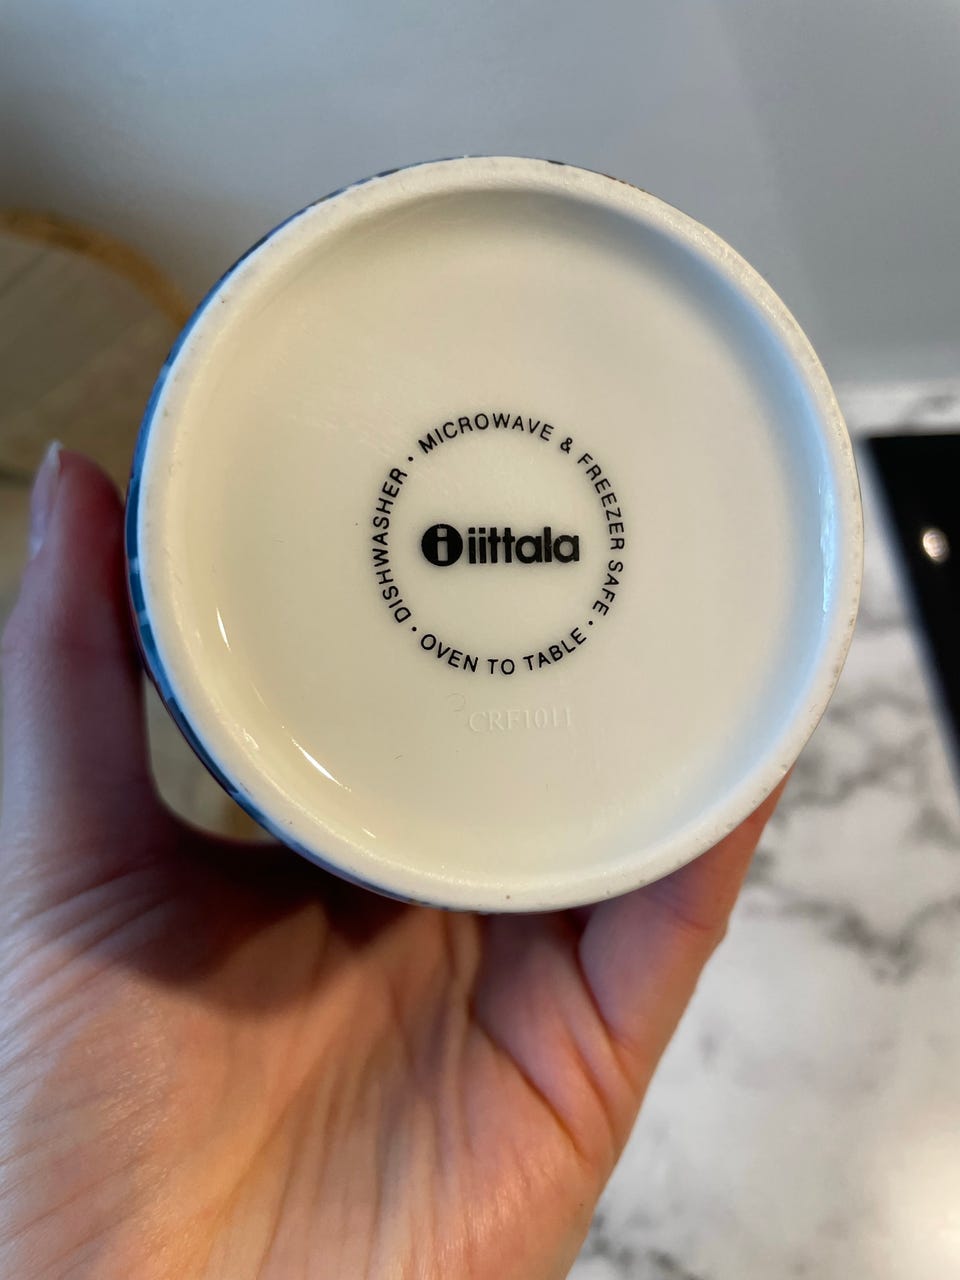 DISHWASHER · MICROWAVE & FREEZER SAFE · OVEN TO TABLE ·
i iittala
CRF1011